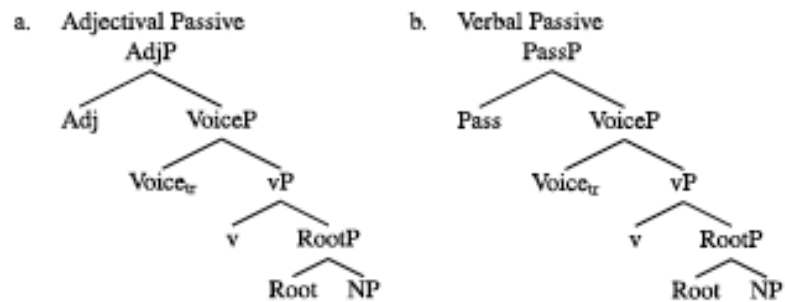 a. Adjectival Passive b. Verbal Passive
AdjP PassP
Adj VoiceP Pass VoiceP
Voicetr vP Voicetr vP
v RootP v RootP
Root NP Root NP